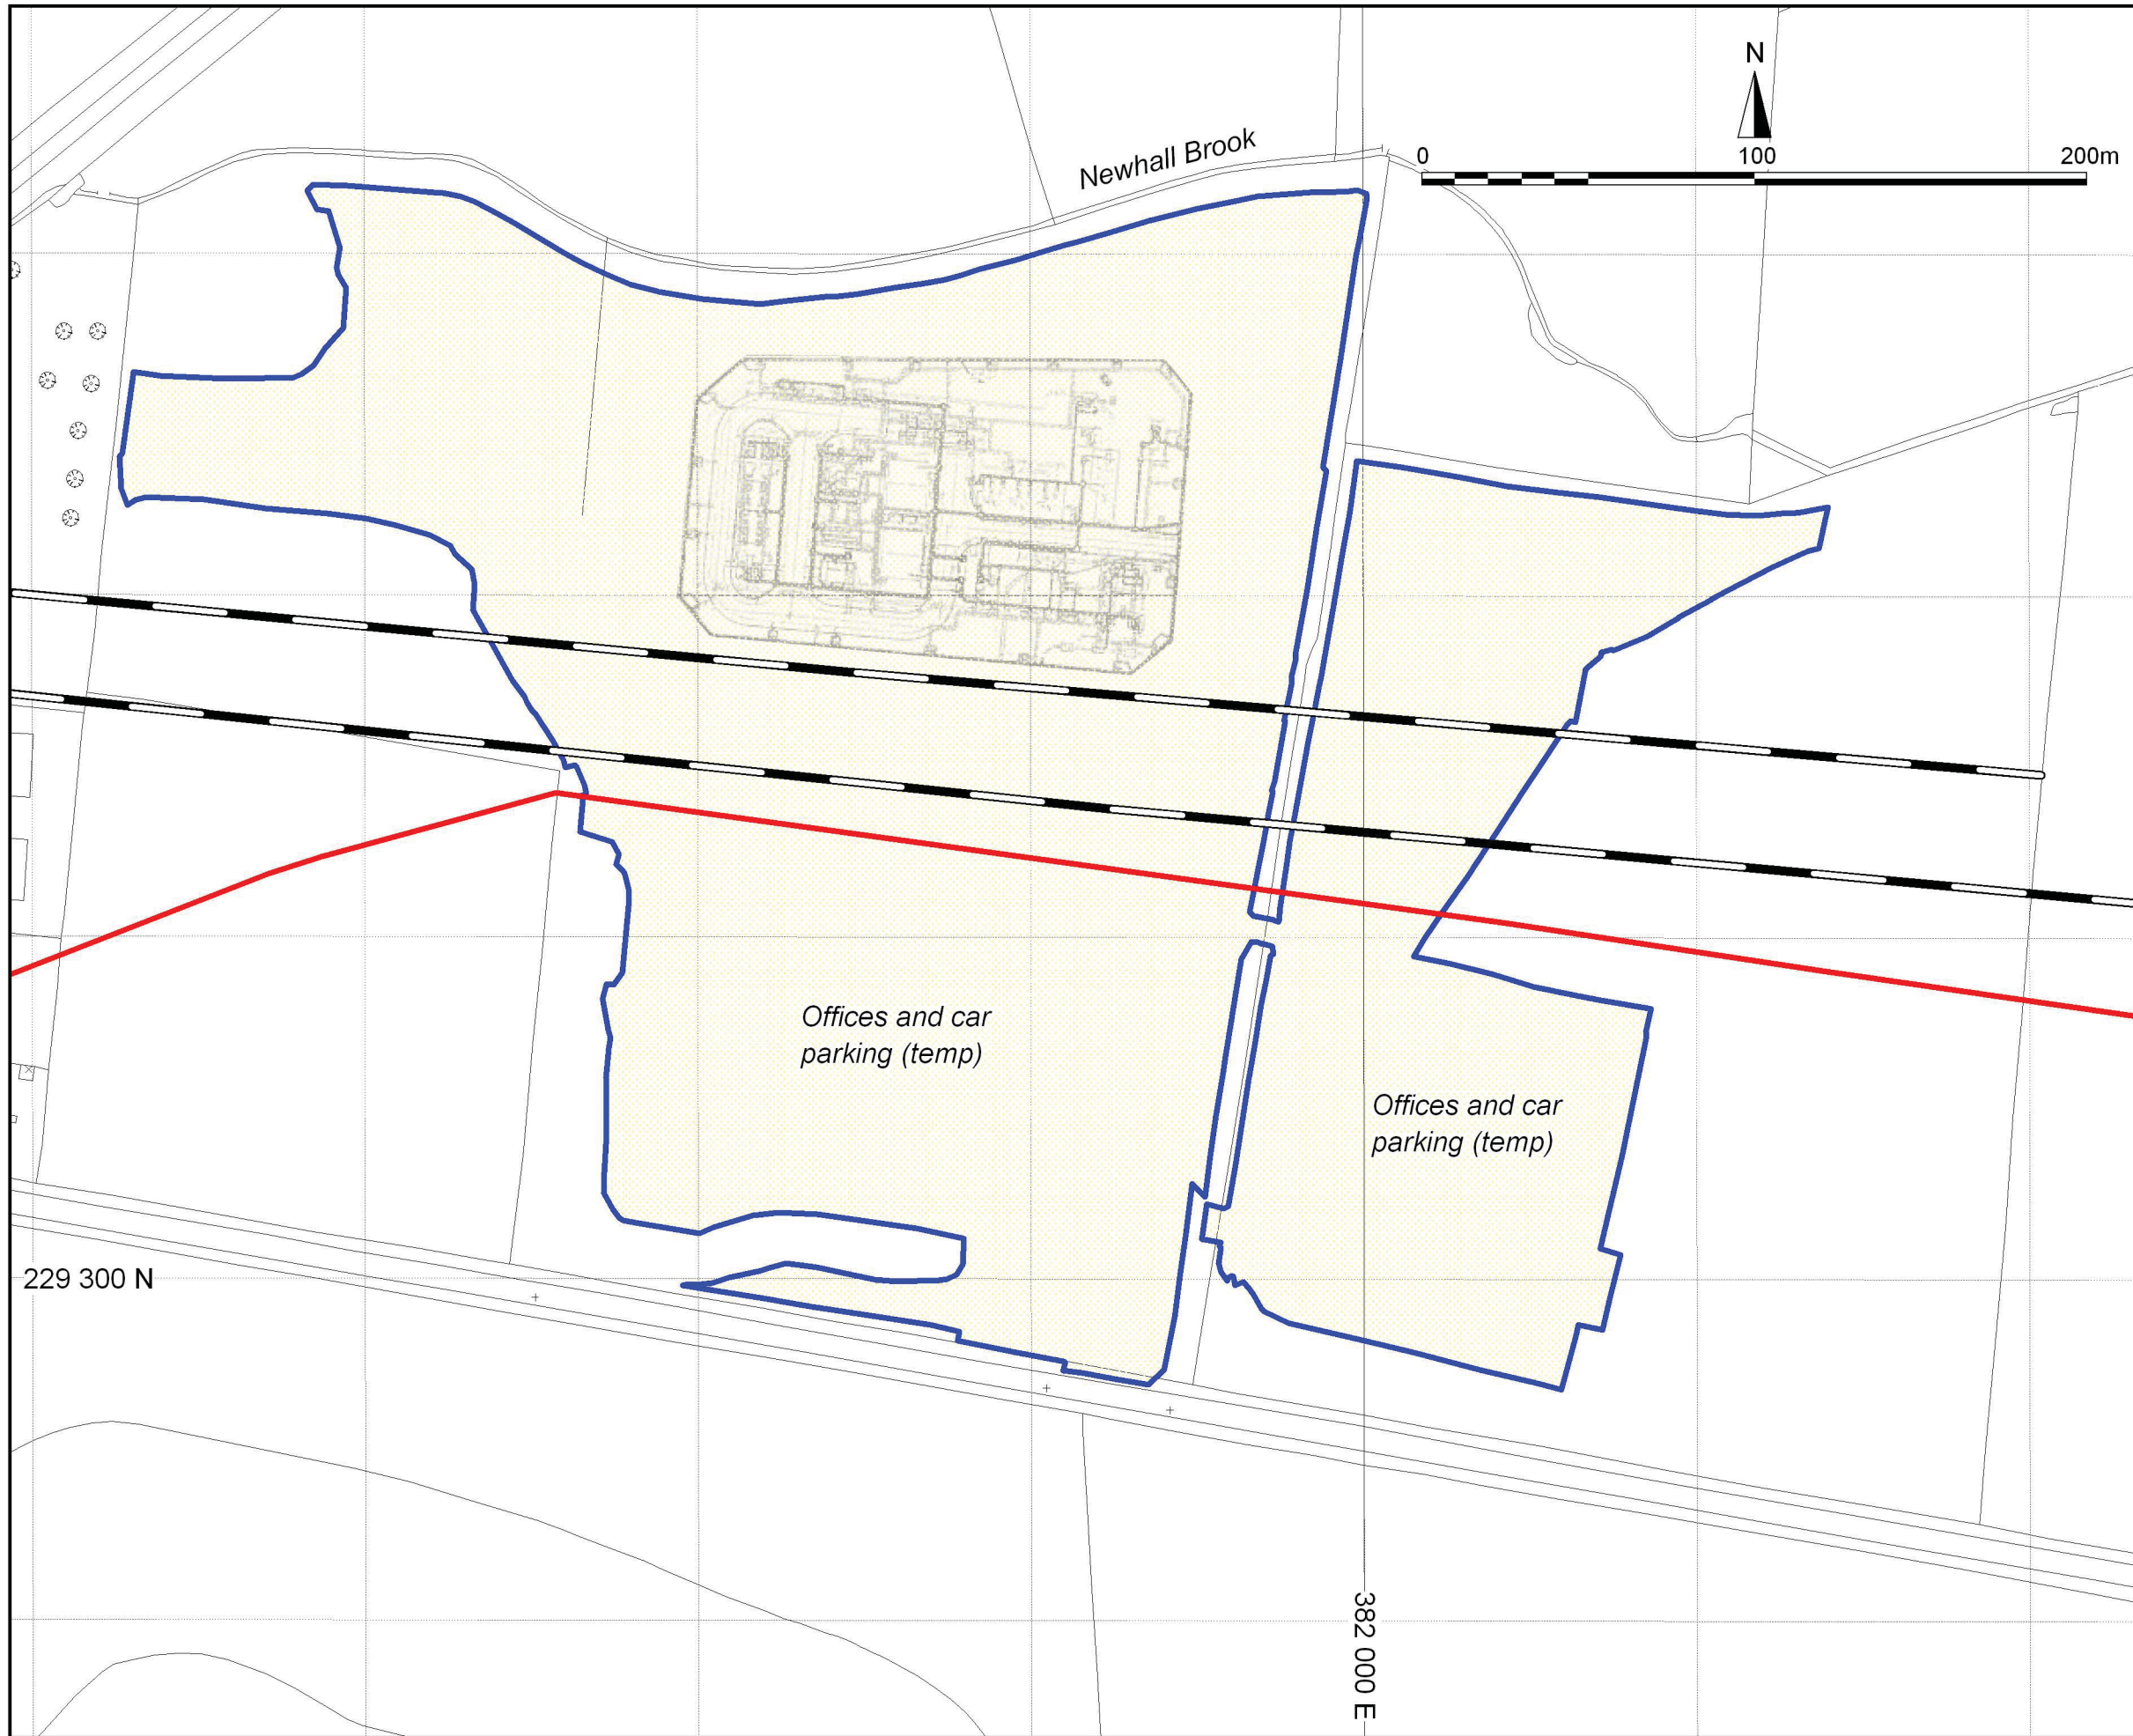 N
0 100 200m
Newhall Brook
Offices and car
parking (temp)
Offices and car
parking (temp)
229 300 N
382 000 E